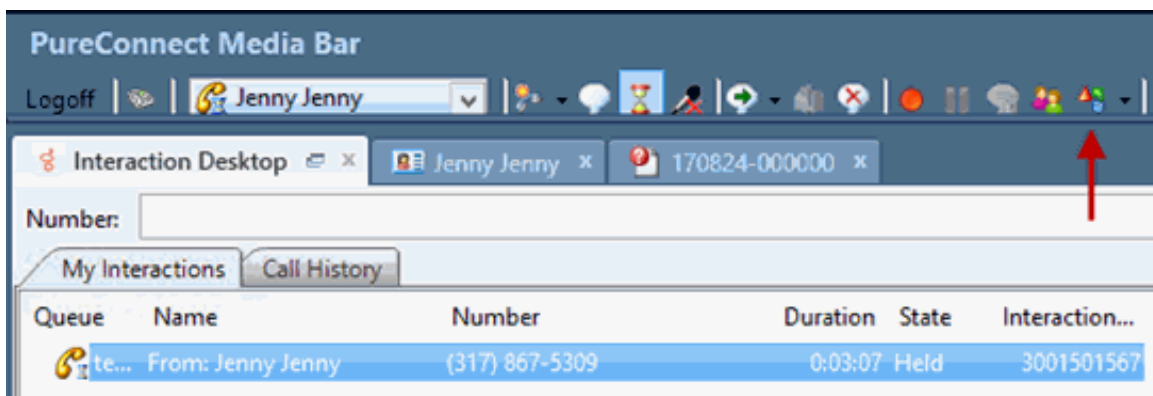 PureConnect Media Bar
Logoff Jenny Jenny
Interaction Desktop Jenny Jenny 170824-000000
Number:
My Interactions Call History
Queue Name Number Duration State Interaction...
te... From: Jenny Jenny (317) 867-5309 0:03:07 Held 3001501567